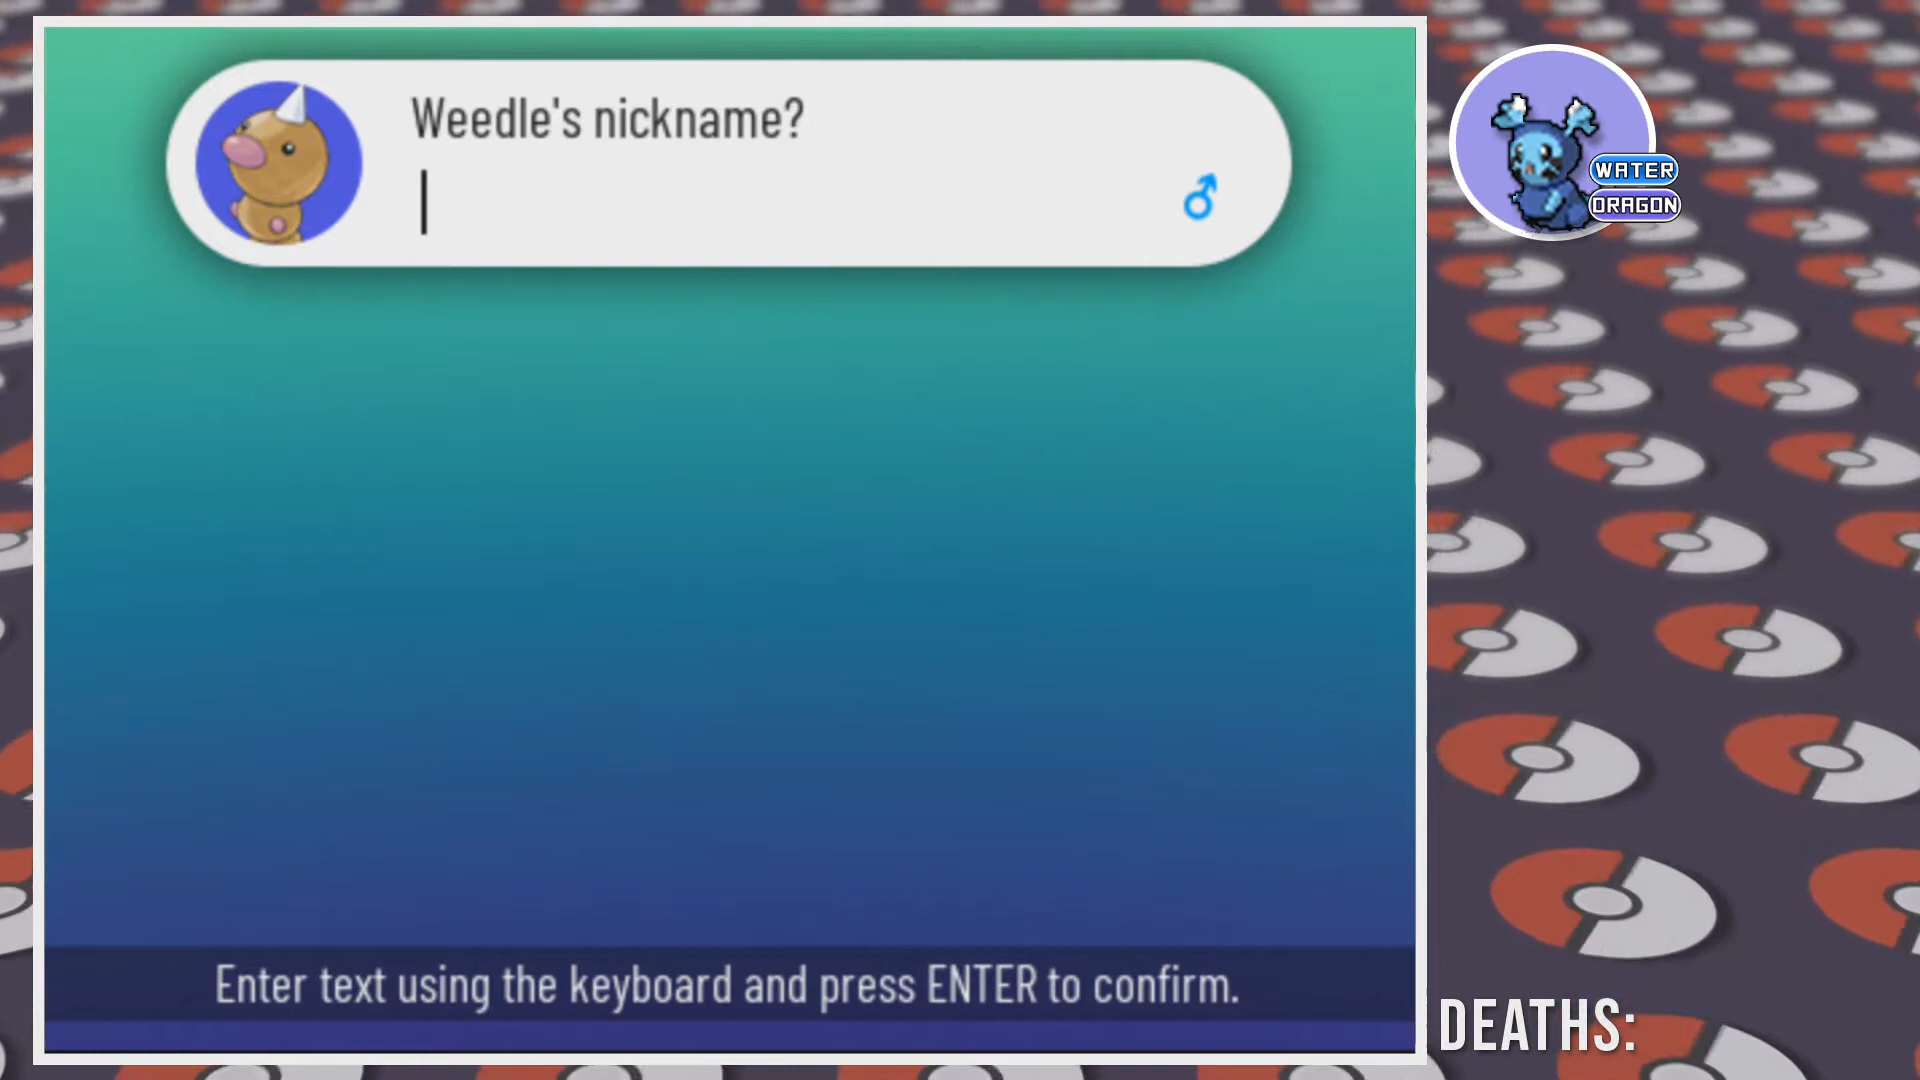 Weedle's nickname?
WATER
DRAGON
Enter text using the keyboard and press ENTER to confirm.
DEATHS: